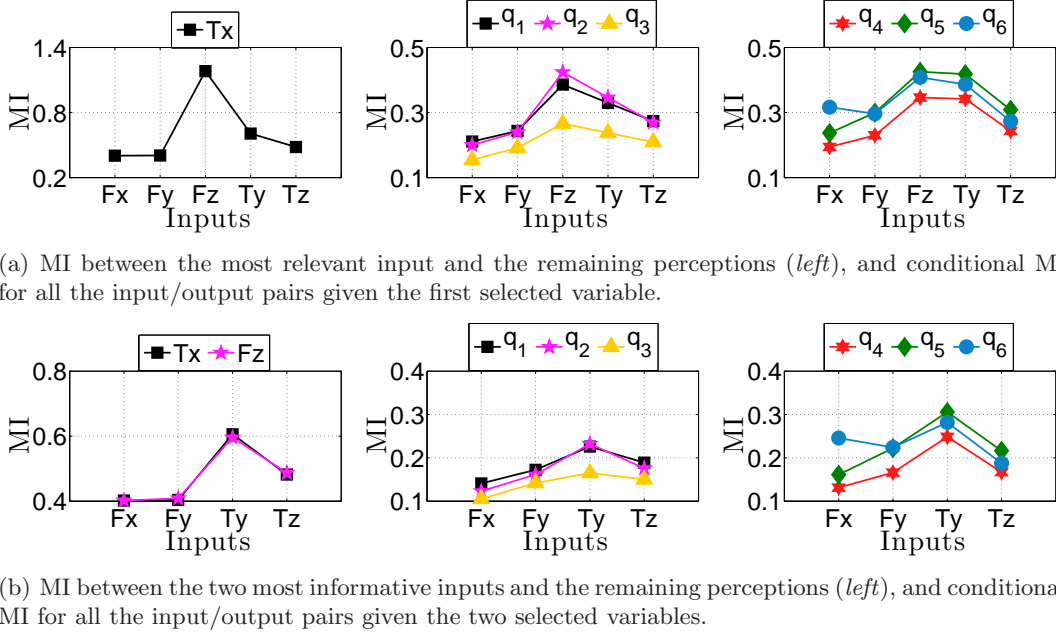 Tx
1.4
0.8
0.2
MI
Fx Fy Fz Ty Tz
Inputs
q1 q2 q3
0.5
0.3
0.1
MI
Fx Fy Fz Ty Tz
Inputs
q4 q5 q6
0.5
0.3
0.1
MI
Fx Fy Fz Ty Tz
Inputs
(a) MI between the most relevant input and the remaining perceptions (left), and conditional M
for all the input/output pairs given the first selected variable.
Tx Fz
0.8
0.6
0.4
MI
Fx Fy Ty Tz
Inputs
q1 q2 q3
0.4
0.3
0.2
0.1
MI
Fx Fy Ty Tz
Inputs
q4 q5 q6
0.4
0.3
0.2
0.1
MI
Fx Fy Ty Tz
Inputs
(b) MI between the two most informative inputs and the remaining perceptions (left), and conditiona
MI for all the input/output pairs given the two selected variables.